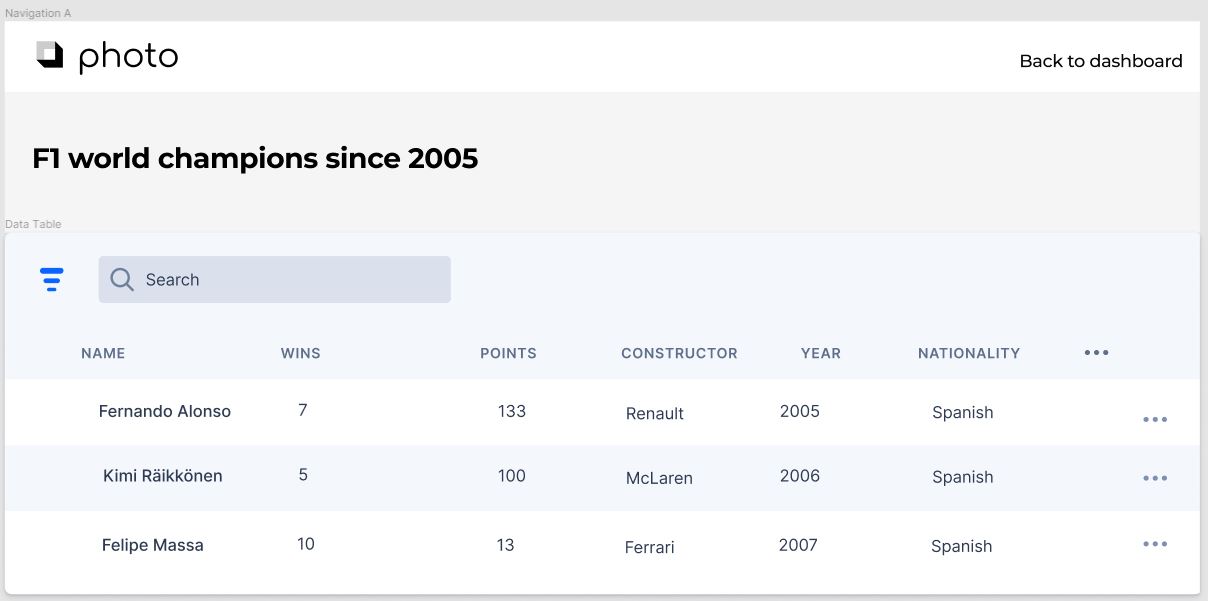 Navigation A
photo
Back to dashboard
F1 world champions since 2005
Data Table
Search
NAME WINS POINTS CONSTRUCTOR YEAR NATIONALITY
Fernando Alonso 7 133 Renault 2005 Spanish
Kimi Räikkönen 5 100 McLaren 2006 Spanish
Felipe Massa 10 13 Ferrari 2007 Spanish